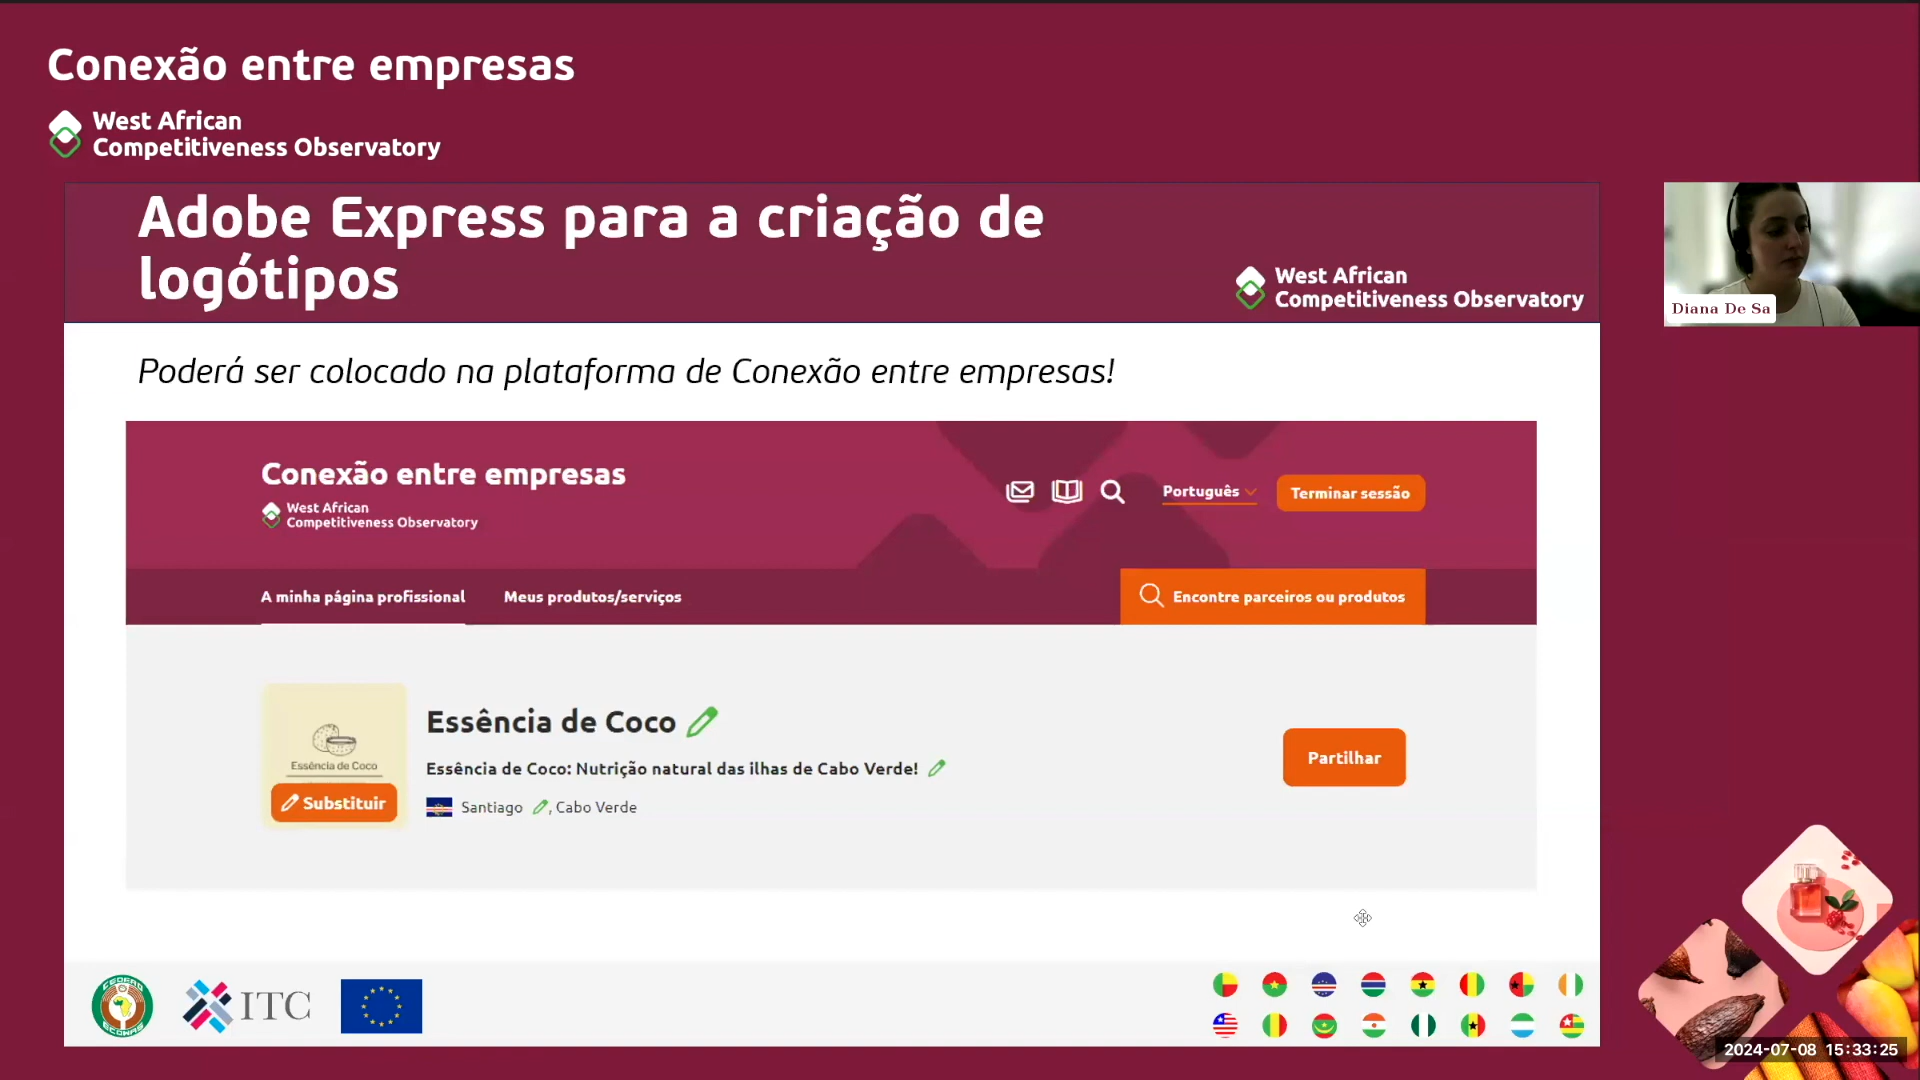 Conexão entre empresas
West African
Competitiveness Observatory
Adobe Express para a criação de
logótipos
West African
Competitiveness Observatory
Diana De Sa
Poderá ser colocado na plataforma de Conexão entre empresas!
Conexão entre empresas
West African
Competitiveness Observatory
Português
Terminar sessão
A minha página profissional
Meus produtos/serviços
Encontre parceiros ou produtos
Essência de Coco
Substituir
Essência de Coco
Essência de Coco: Nutrição natural das ilhas de Cabo Verde!
Santiago , Cabo Verde
Partilhar
CEDEAO
ECOWAS
ITC
2024-07-08 15:33:25